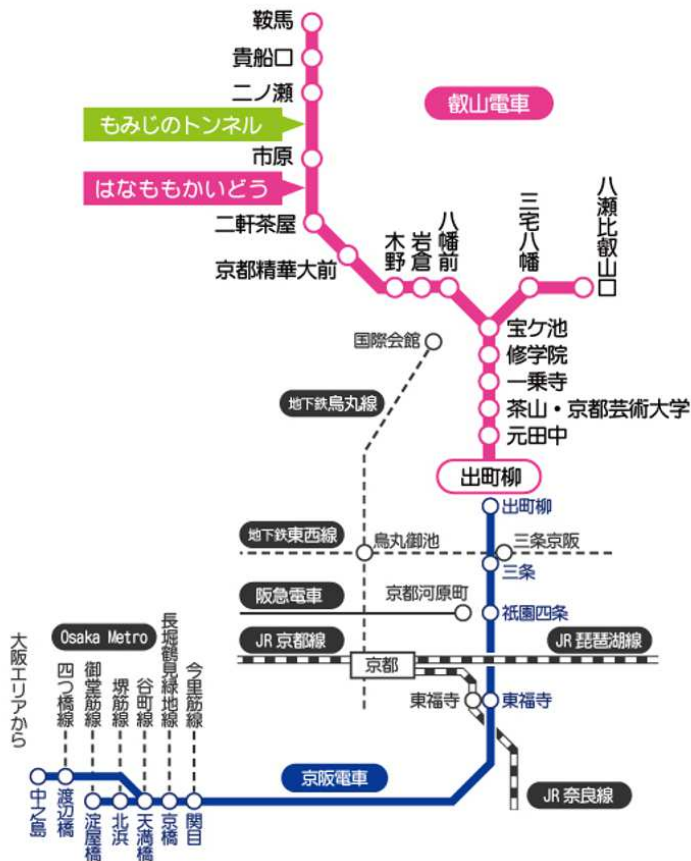 鞍馬
貴船口
二ノ瀬
叡山電車
もみじのトンネル
市原
はなももかいどう
二軒茶屋
京都精華大前
木野
岩倉
八幡前
三宅八幡
八瀬比叡山口
宝ケ池
国際会館
修学院
一乗寺
地下鉄烏丸線
茶山・京都芸術大学
元田中
出町柳
出町柳
地下鉄東西線
烏丸御池
三条京阪
三条
阪急電車
京都河原町
祇園四条
JR 京都線
JR 琵琶湖線
京都
東福寺
東福寺
Osaka Metro
大阪エリアから
四つ橋線
御堂筋線
堺筋線
谷町線
長堀鶴見緑地線
今里筋線
京阪電車
JR 奈良線
中之島
渡辺橋
淀屋橋
北浜
天満橋
京橋
関目